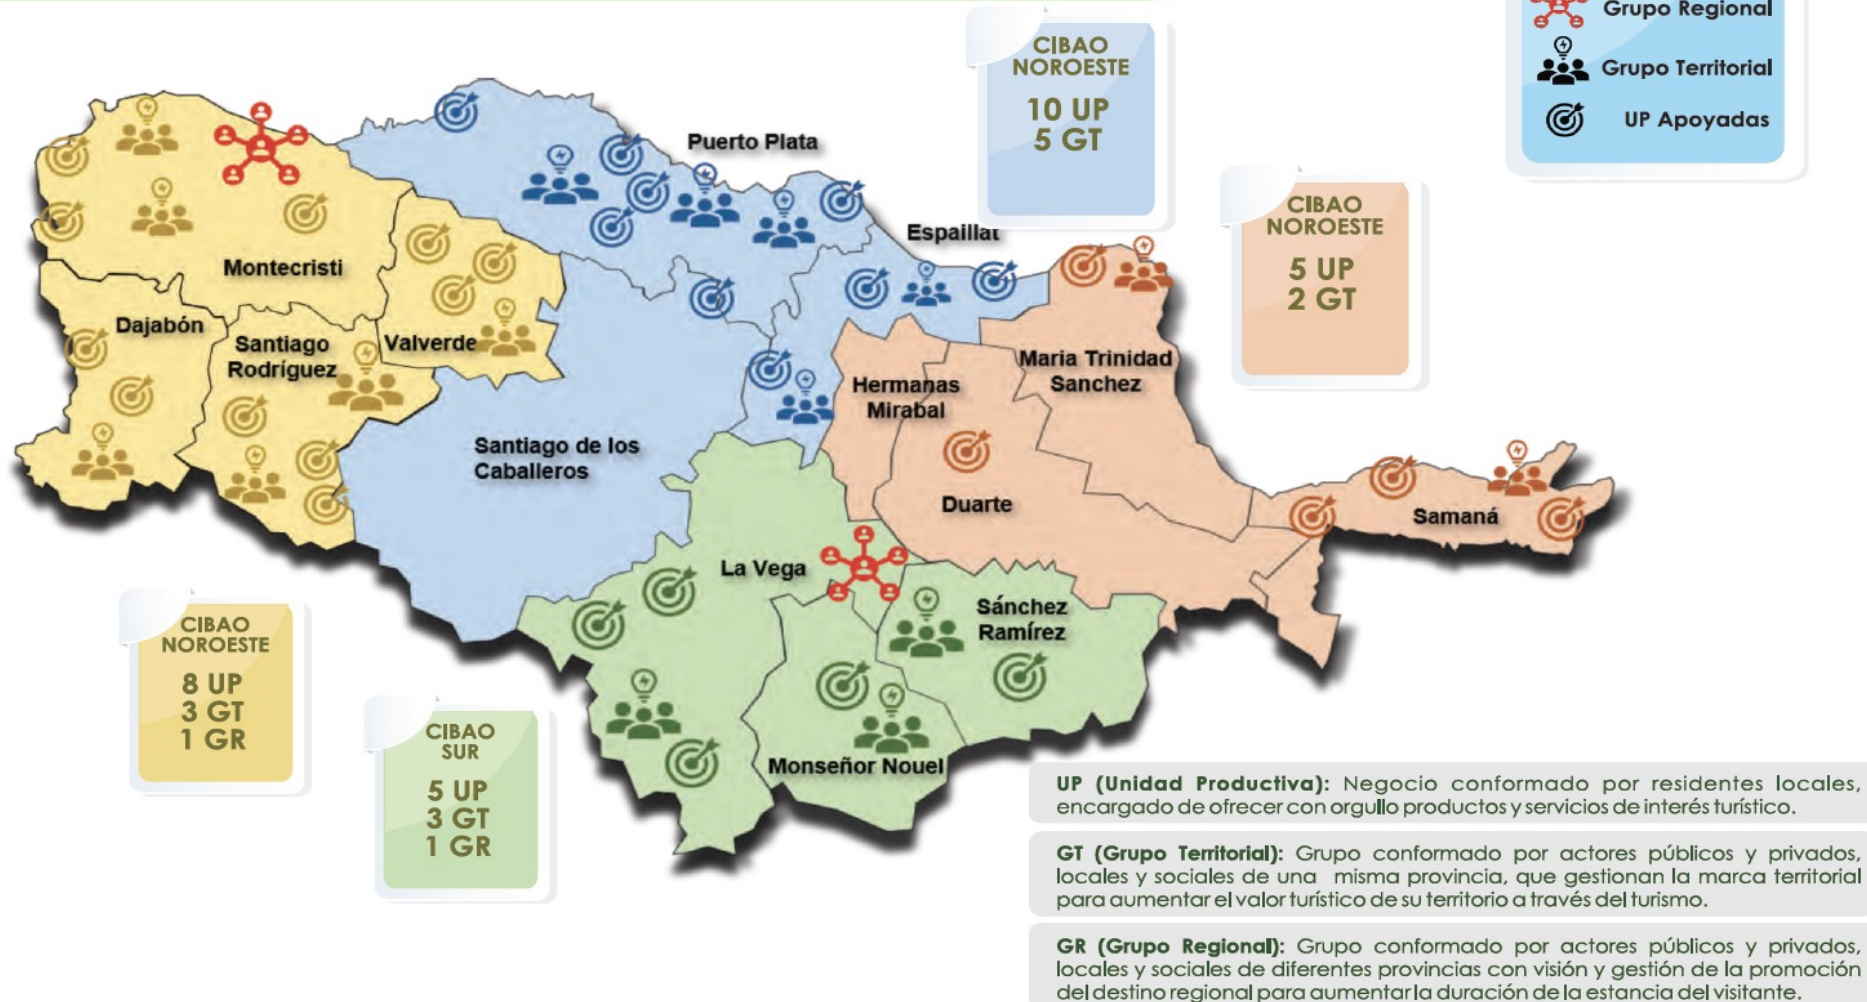 Grupo Regional
Grupo Territorial
UP Apoyadas
CIBAO
NOROESTE
10 UP
5 GT
CIBAO
NOROESTE
5 UP
2 GT
Puerto Plata
Espaillat
Montecristi
Dajabón
Santiago
Rodríguez
Valverde
Santiago de los
Caballeros
Hermanas
Mirabal
Maria Trinidad
Sanchez
Duarte
Samaná
La Vega
Sánchez
Ramírez
Monseñor Nouel
CIBAO
NOROESTE
8 UP
3 GT
1 GR
CIBAO
SUR
5 UP
3 GT
1 GR
UP (Unidad Productiva): Negocio conformado por residentes locales,
encargado de ofrecer con orgullo productos y servicios de interés turístico.
GT (Grupo Territorial): Grupo conformado por actores públicos y privados,
locales y sociales de una misma provincia, que gestionan la marca territorial
para aumentar el valor turístico de su territorio a través del turismo.
GR (Grupo Regional): Grupo conformado por actores públicos y privados,
locales y sociales de diferentes provincias con visión y gestión de la promoción
del destino regional para aumentar la duración de la estancia del visitante.